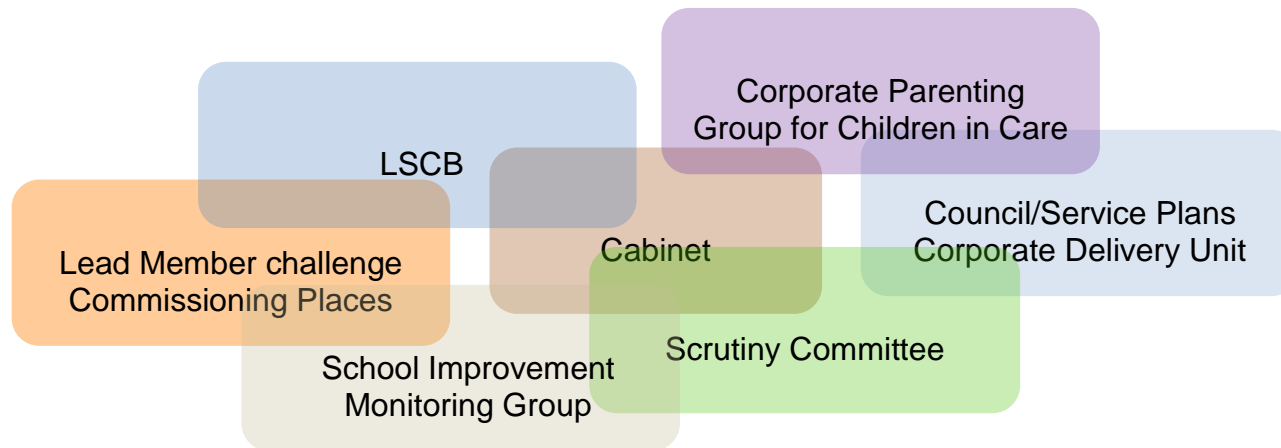 Corporate Parenting
Group for Children in Care
LSCB
Council/Service Plans
Corporate Delivery Unit
Cabinet
Lead Member challenge
Commissioning Places
Scrutiny Committee
School Improvement
Monitoring Group